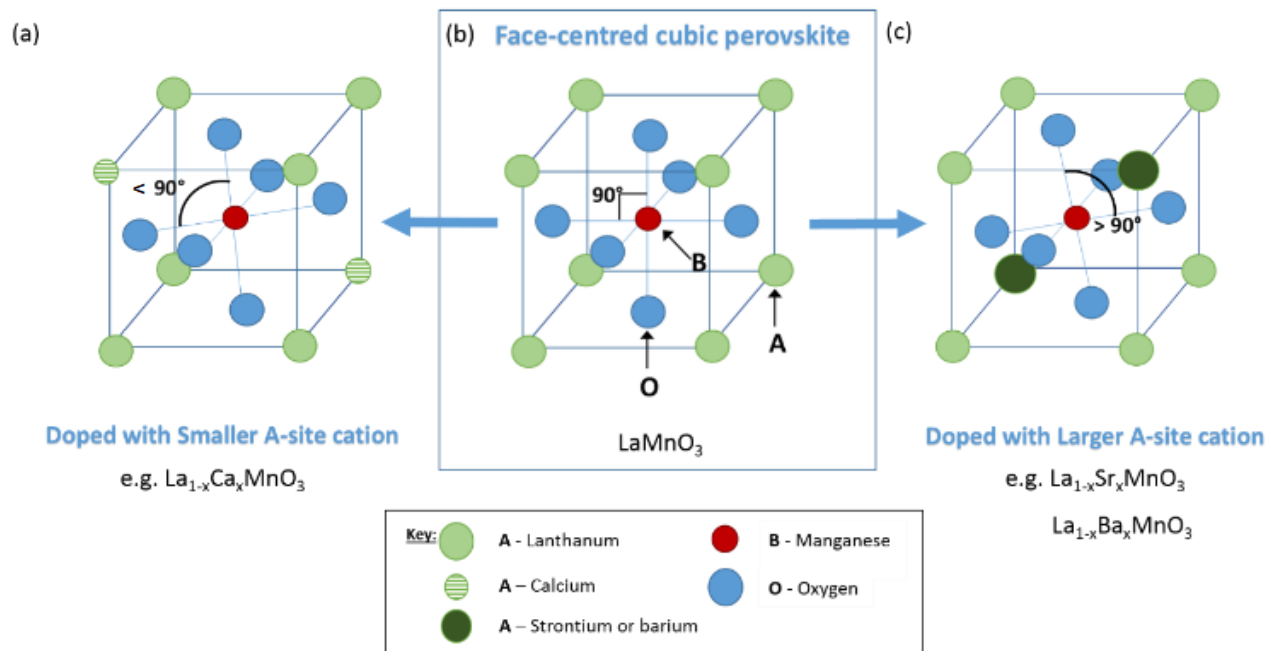 (a)
(b) Face-centred cubic perovskite
(c)
< 90°
90°
B
A
O
> 90°
Doped with Smaller A-site cation
e.g. La₁₋ₓCaₓMnO₃
LaMnO₃
Doped with Larger A-site cation
e.g. La₁₋ₓSrₓMnO₃
La₁₋ₓBaₓMnO₃
Key:
A - Lanthanum
B - Manganese
A – Calcium
O - Oxygen
A – Strontium or barium